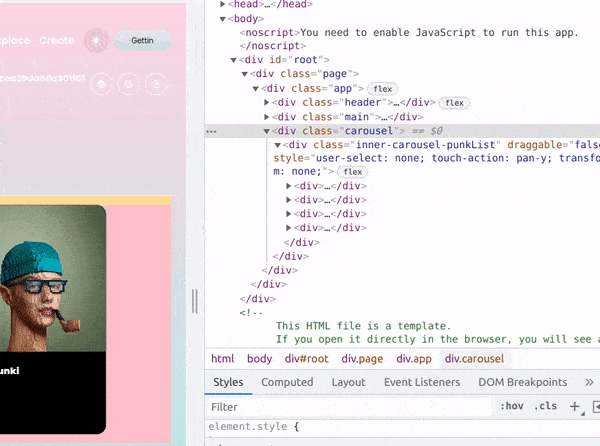 Create
Gettin
unki
▶<head>…</head>
▼<body>
<noscript>You need to enable JavaScript to run this app.
</noscript>
▼<div id="root">
▼<div class="page">
▼<div class="app"> flex
▶<div class="header">…</div> flex
▶<div class="main">…</div>
… ▼<div class="carousel"> == $0
▼<div class="inner-carousel-punkList" draggable="fals
style="user-select: none; touch-action: pan-y; transfo
m: none;"> flex
▶<div>…</div>
▶<div>…</div>
▶<div>…</div>
▶<div>…</div>
</div>
</div>
</div>
</div>
</div>
<!--
This HTML file is a template.
If you open it directly in the browser, you will see a
html body div#root div.page div.app div.carousel
Styles Computed Layout Event Listeners DOM Breakpoints »
Filter :hov .cls +
element.style {